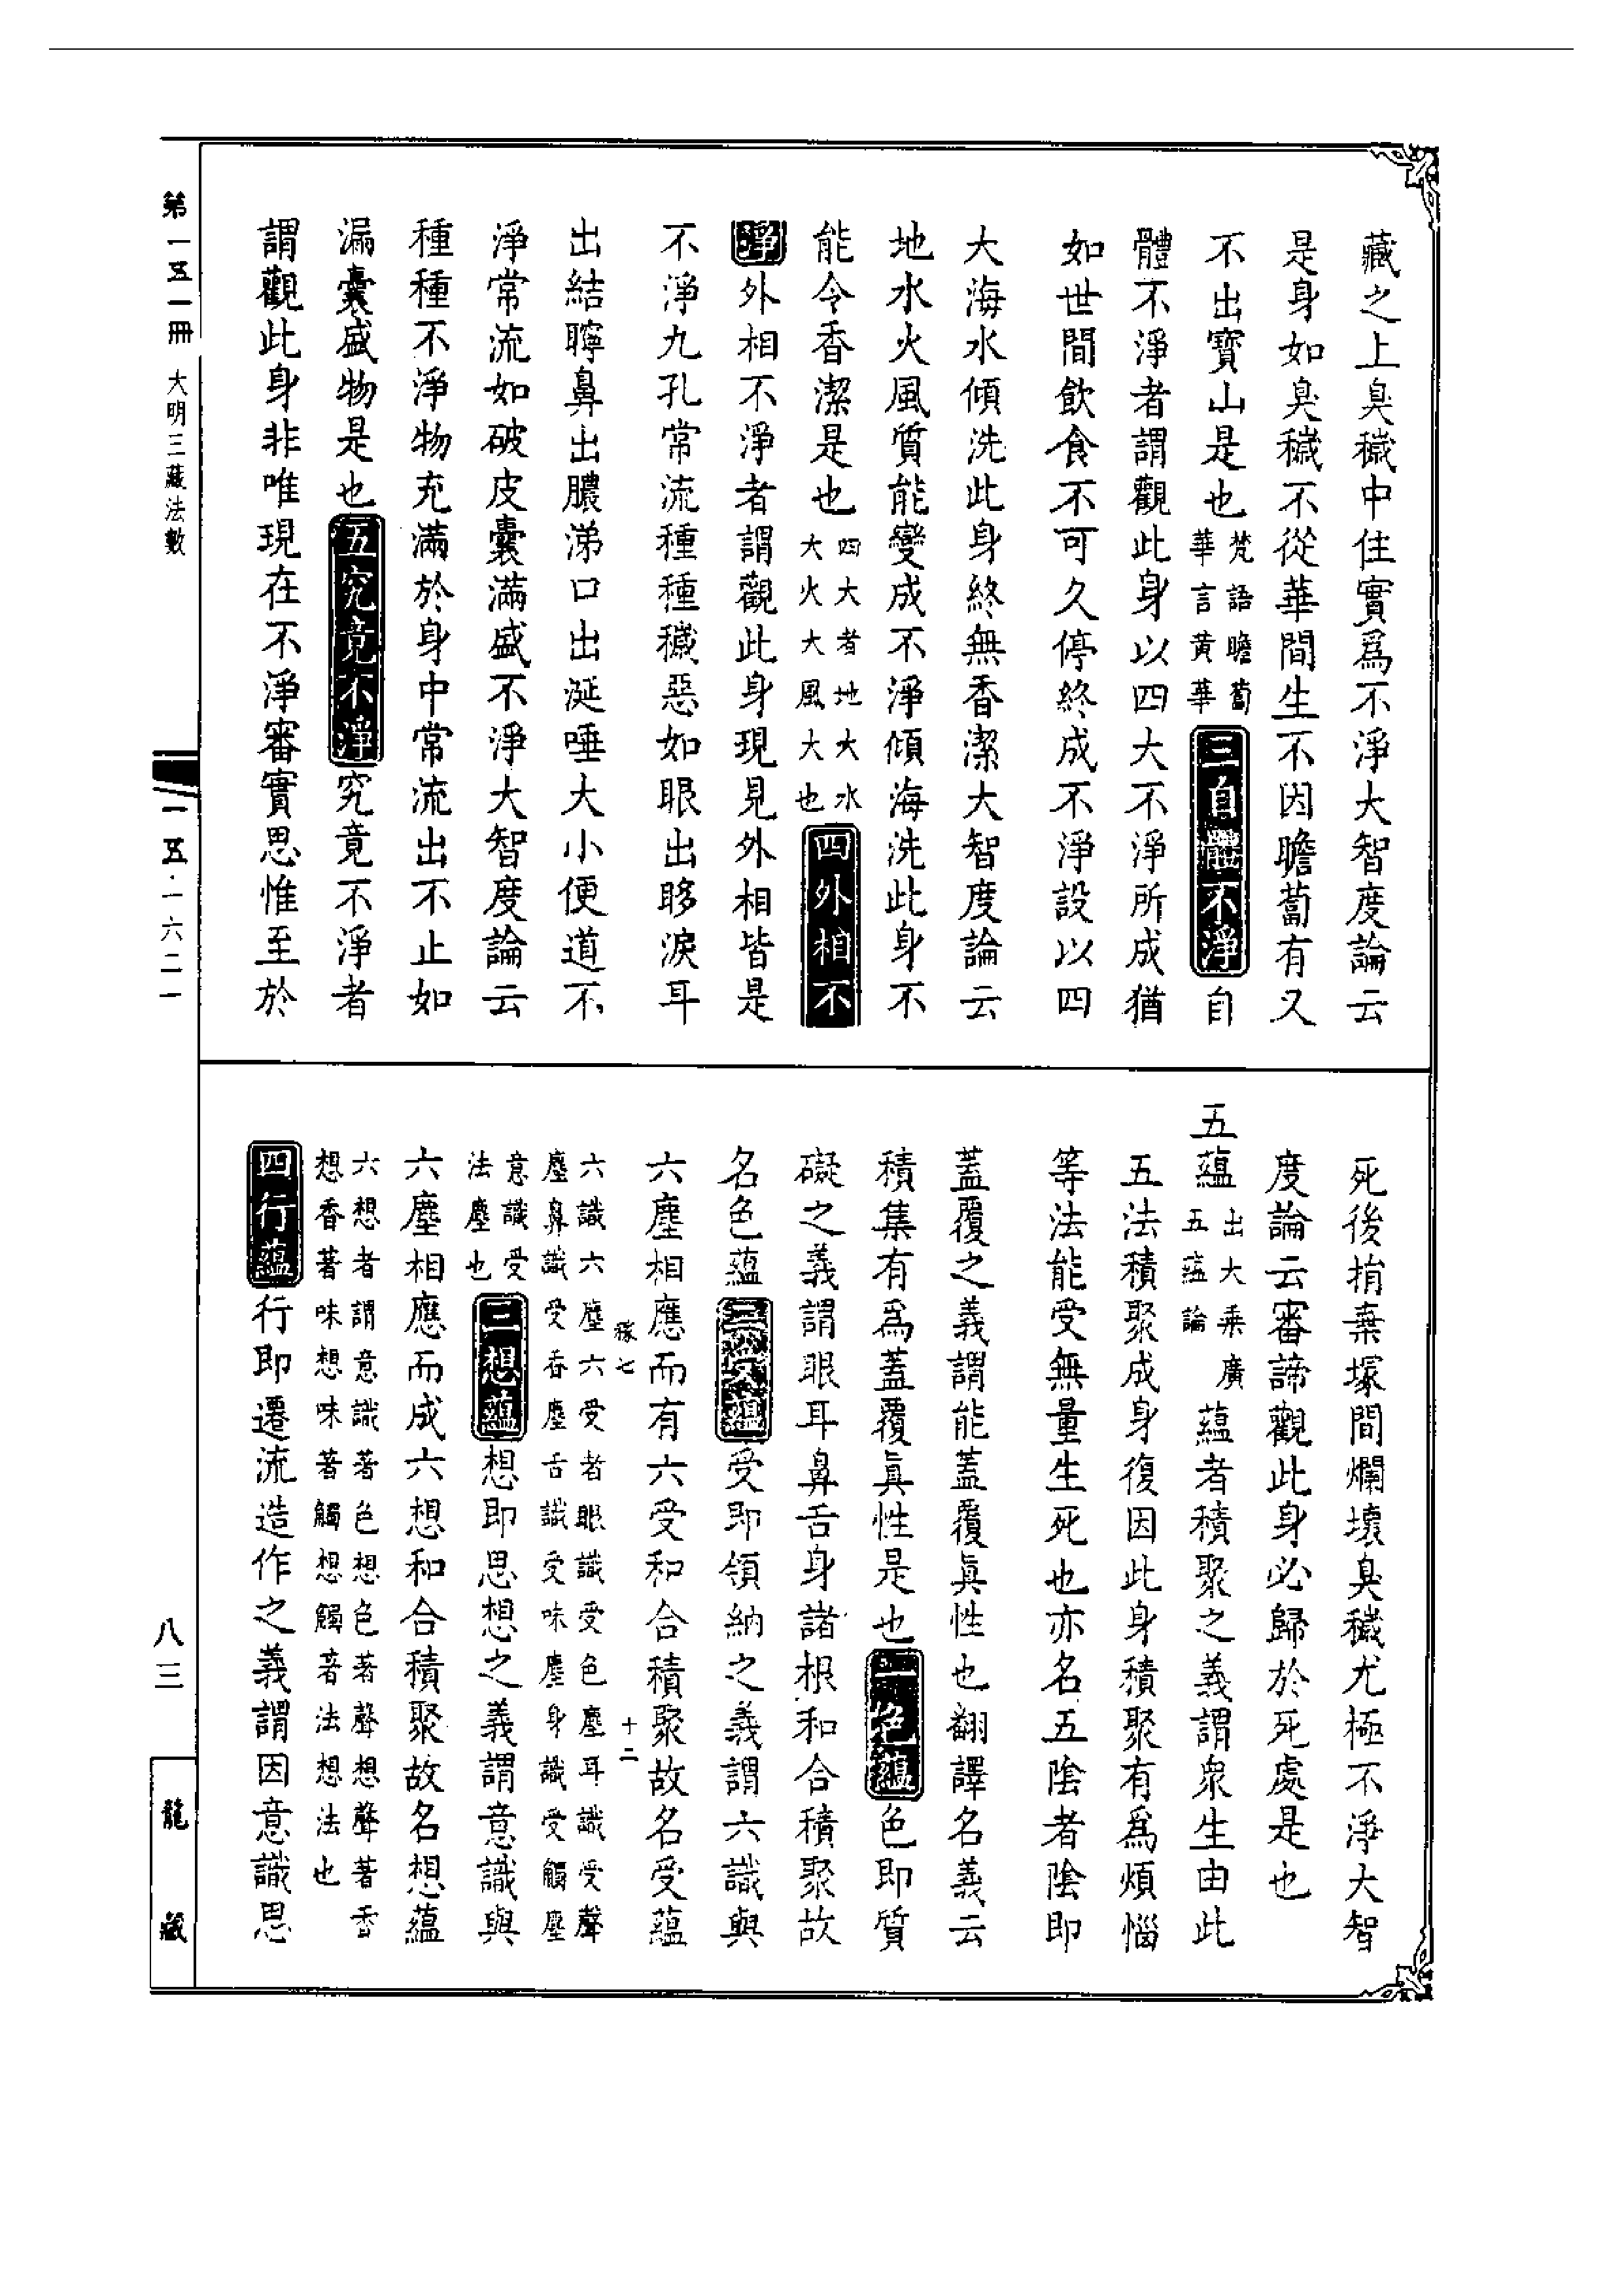 藏之上臭穢中住實爲不淨大智度論云
是身如臭穢不從華間生不因瞻蔔有又
不出寶山是也梵語瞻蔔華言黃華三自體不淨自
體不淨者謂觀此身以四大不淨所成猶
如世間飲食不可久停終成不淨設以四
大海水傾洗此身終無香潔大智度論云
地水火風質能變成不淨傾海洗此身不
能令香潔是也四大者地大水大火大風大也四外相不
淨外相不淨者謂觀此身現見外相皆是
不淨九孔常流種種穢惡如眼出眵淚耳
出結聹鼻出膿涕口出涎唾大小便道不
淨常流如破皮囊滿盛不淨大智度論云
種種不淨物充滿於身中常流出不止如
漏囊盛物是也五究竟不淨究竟不淨者
謂觀此身非唯現在不淨審實思惟至於
死後捐棄塚間爛壞臭穢尤極不淨大智
度論云審諦觀此身必歸於死處是也
五蘊出大乘廣五蘊論蘊者積聚之義謂衆生由此
五法積聚成身復因此身積聚有爲煩惱
等法能受無量生死也亦名五陰者陰即
蓋覆之義謂能蓋覆眞性也翻譯名義云
積集有爲蓋覆眞性是也一色蘊色即質
礙之義謂眼耳鼻舌身諸根和合積聚故
名色蘊二受蘊受即領納之義謂六識與
六塵相應而有六受和合積聚故名受蘊
稼七 十二
六識六塵六受者眼識受色塵耳識受聲
塵鼻識受香塵舌識受味塵身識受觸塵
意識受法塵也三想蘊想即思想之義謂意識與
六塵相應而成六想和合積聚故名想蘊
六想者謂意識著色想色著聲想聲著香
想香著味想味著觸想觸著法想法也
四行蘊行即遷流造作之義謂因意識思
第一五一冊 大明三藏法數
一五·一六二一
八三
龍藏